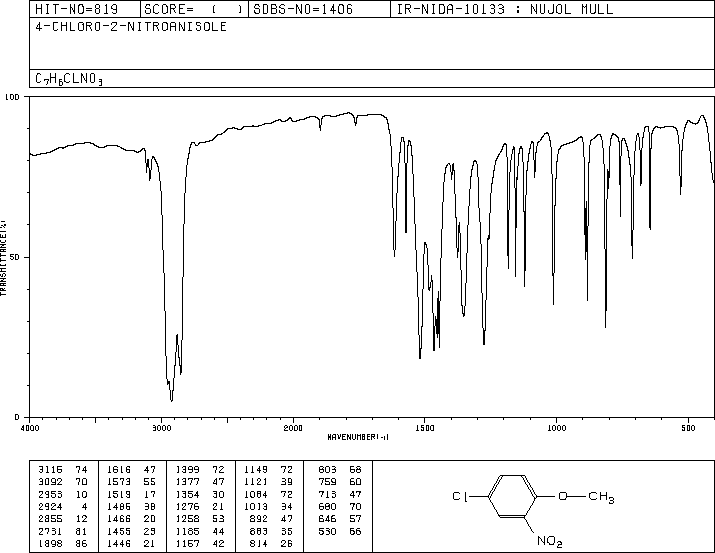 HIT-NO=819 SCORE= ( ) SDBS-NO=1406 IR-NIDA-10133 : NUJOL MULL
4-CHLORO-2-NITROANISOLE
C7H6CLNO3
100
50
0
TRANSMITTANCE(%)
4000 3000 2000 1500 1000 500
WAVENUMBER(-1)
3115 74 1616 47 1399 72 1149 72 803 68
3092 70 1573 55 1377 47 1121 39 759 60
2953 10 1519 17 1354 30 1084 72 713 47
2924 4 1486 38 1276 21 1013 34 680 70
2855 12 1466 20 1258 53 892 47 646 57
2731 81 1455 23 1185 44 883 35 530 66
1898 86 1446 21 1157 42 814 26
Cl O CH3
NO2